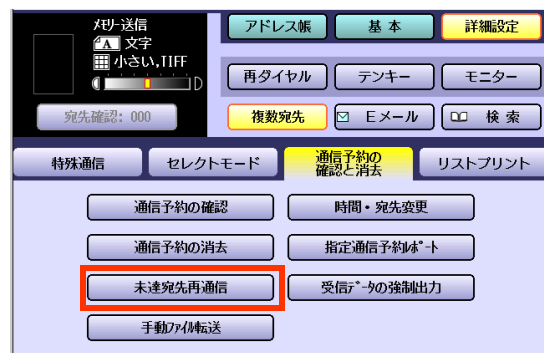 ﾒﾓﾘｰ送信
A 文字
小さい,TIFF
D
宛先確認: 000
アドレス帳
基 本
詳細設定
再ダイヤル
テンキー
モニター
複数宛先
Eメール
検 索
特殊通信
セレクトモード
通信予約の
確認と消去
リストプリント
通信予約の確認
時間・宛先変更
通信予約の消去
指定通信予約ﾚﾎﾟｰﾄ
未達宛先再通信
受信ﾃﾞｰﾀの強制出力
手動ﾌｧｲﾙ転送